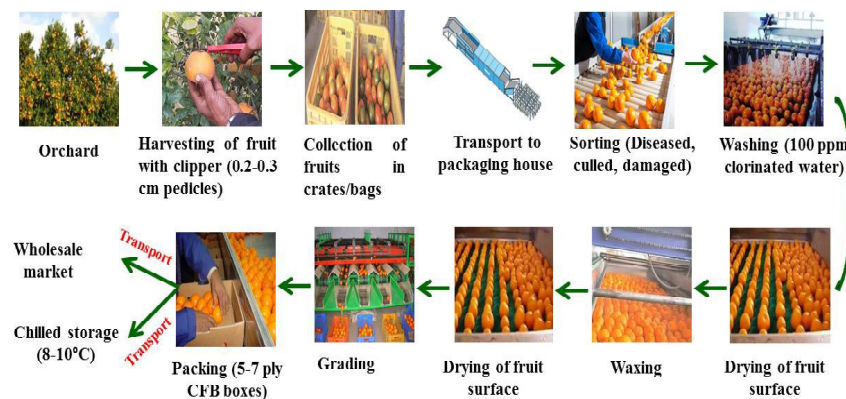 Orchard
Harvesting of fruit
with clipper (0.2-0.3
cm pedicles)
Collection of
fruits in
crates/bags
Transport to
packaging house
Sorting (Diseased,
culled, damaged)
Washing (100 ppm
clorinated water)
Drying of fruit
surface
Waxing
Drying of fruit
surface
Grading
Packing (5-7 ply
CFB boxes)
Transport
Wholesale
market
Transport
Chilled storage
(8-10°C)